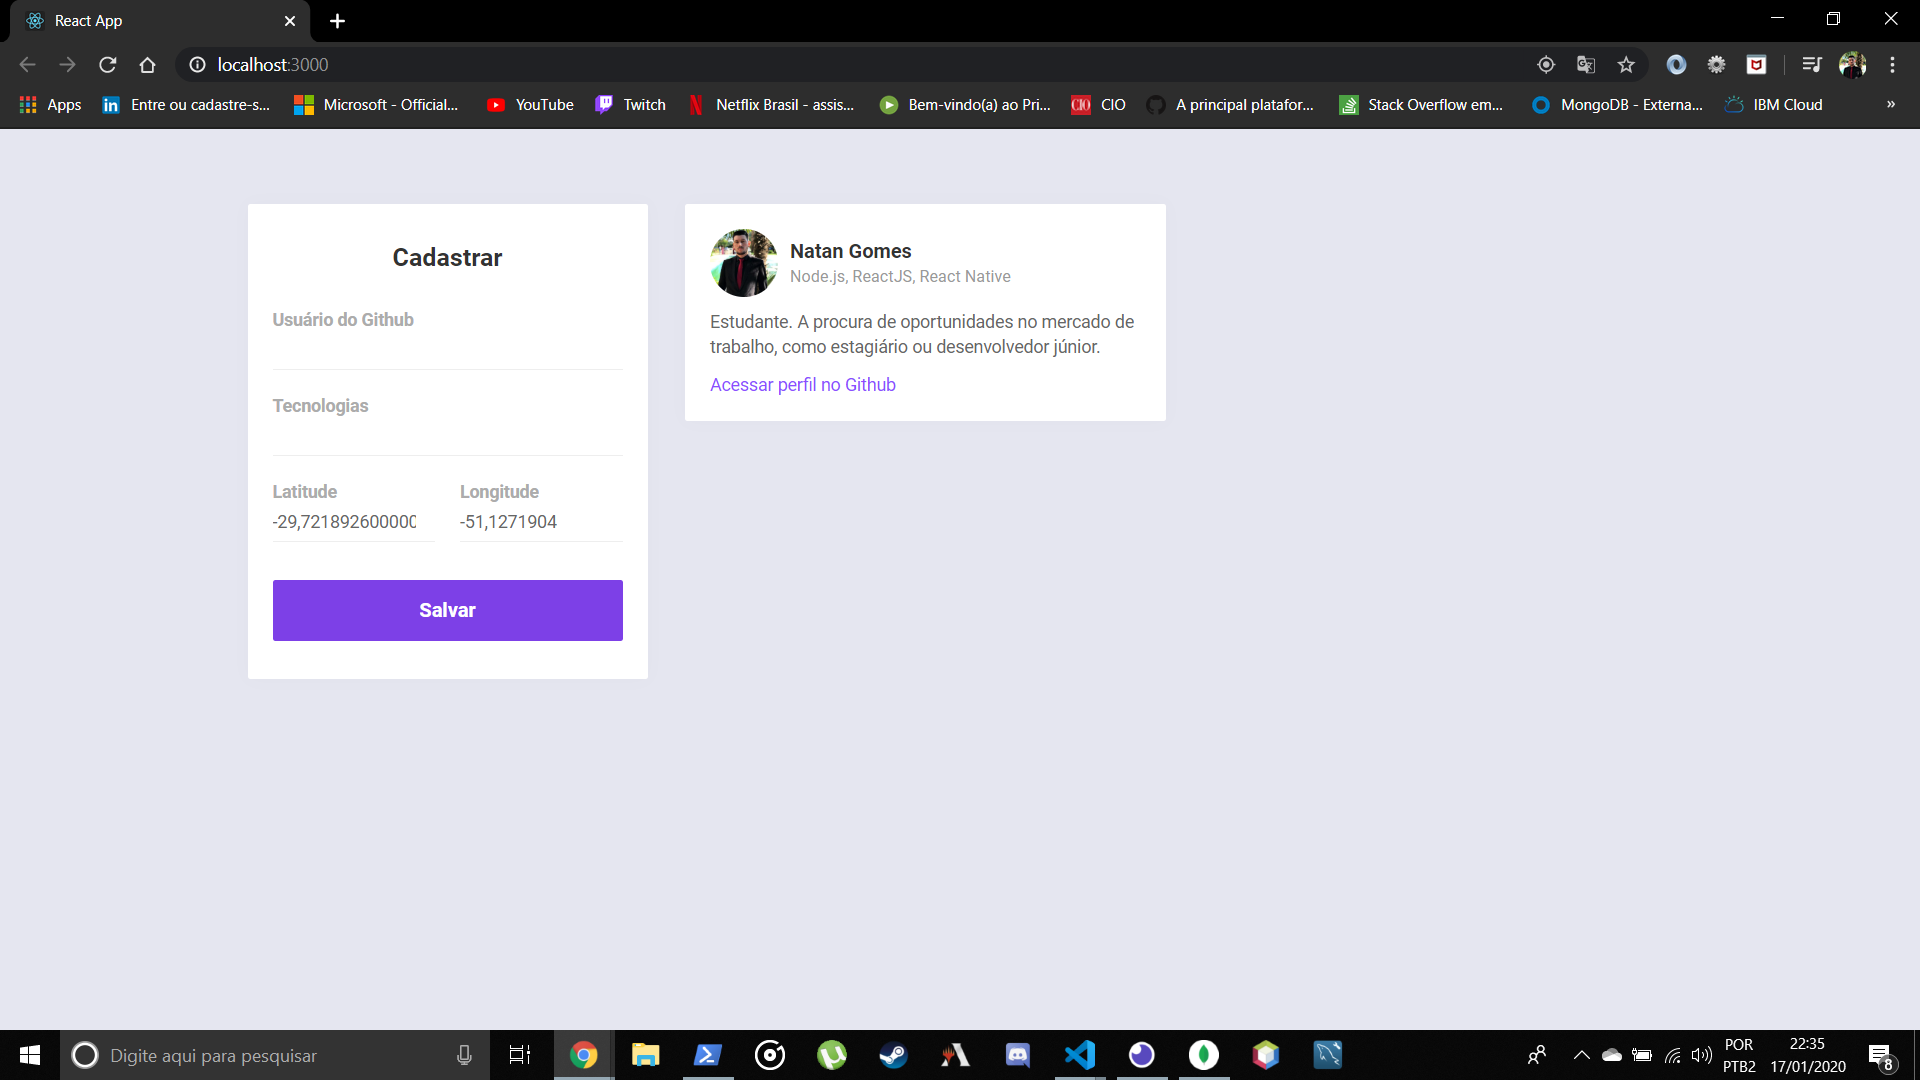 React App
localhost:3000
Apps
Entre ou cadastre-s...
Microsoft - Official...
YouTube
Twitch
Netflix Brasil - assis...
Bem-vindo(a) ao Pri...
CIO
CIO
A principal platafor...
Stack Overflow em...
MongoDB - Externa...
IBM Cloud
»
Cadastrar
Usuário do Github
Tecnologias
Latitude
Longitude
-29,721892600000
-51,1271904
Salvar
Natan Gomes
Node.js, ReactJS, React Native
Estudante. A procura de oportunidades no mercado de
trabalho, como estagiário ou desenvolvedor júnior.
Acessar perfil no Github
Digite aqui para pesquisar
POR
PTB2
22:35
17/01/2020
8